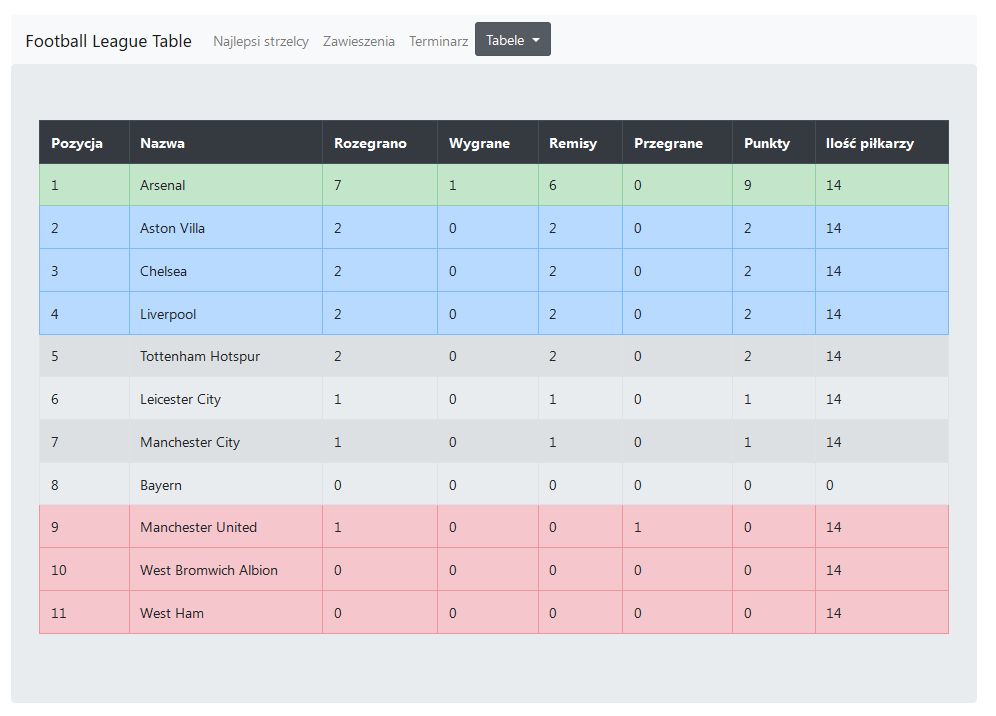 Football League Table Najlepsi strzelcy Zawieszenia Terminarz Tabele
Pozycja Nazwa Rozegrano Wygrane Remisy Przegrane Punkty Ilość piłkarzy
1 Arsenal 7 1 6 0 9 14
2 Aston Villa 2 0 2 0 2 14
3 Chelsea 2 0 2 0 2 14
4 Liverpool 2 0 2 0 2 14
5 Tottenham Hotspur 2 0 2 0 2 14
6 Leicester City 1 0 1 0 1 14
7 Manchester City 1 0 1 0 1 14
8 Bayern 0 0 0 0 0 0
9 Manchester United 1 0 0 1 0 14
10 West Bromwich Albion 0 0 0 0 0 14
11 West Ham 0 0 0 0 0 14